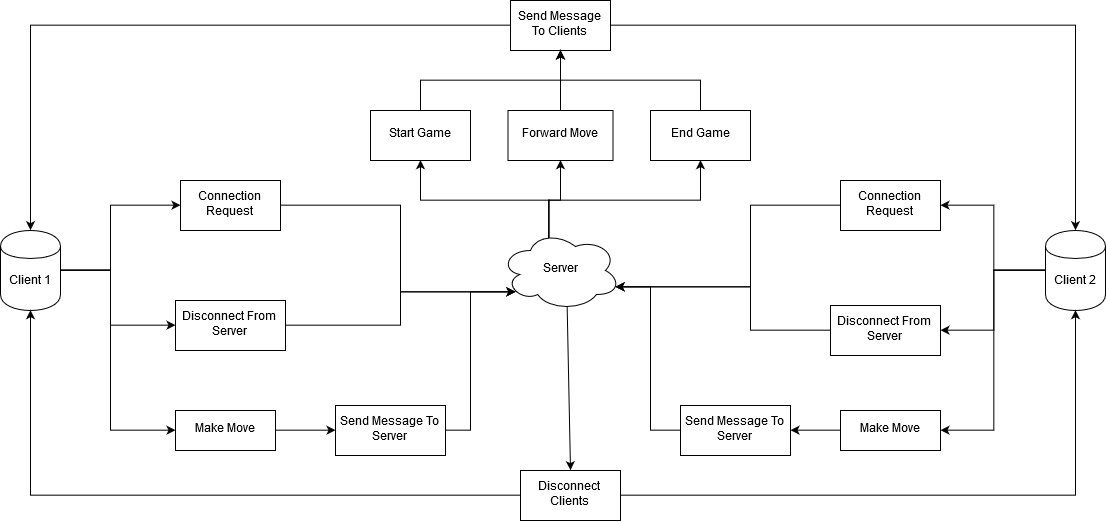 Send Message
To Clients
Start Game
Forward Move
End Game
Connection
Request
Connection
Request
Client 1
Server
Client 2
Disconnect From
Server
Disconnect From
Server
Make Move
Send Message To
Server
Send Message To
Server
Make Move
Disconnect
Clients